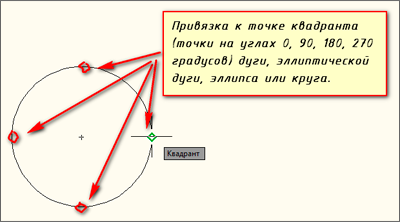 Привязка к точке квадранта
(точки на углах 0, 90, 180, 270
градусов) дуги, эллиптической
дуги, эллипса или круга.
Квадрант